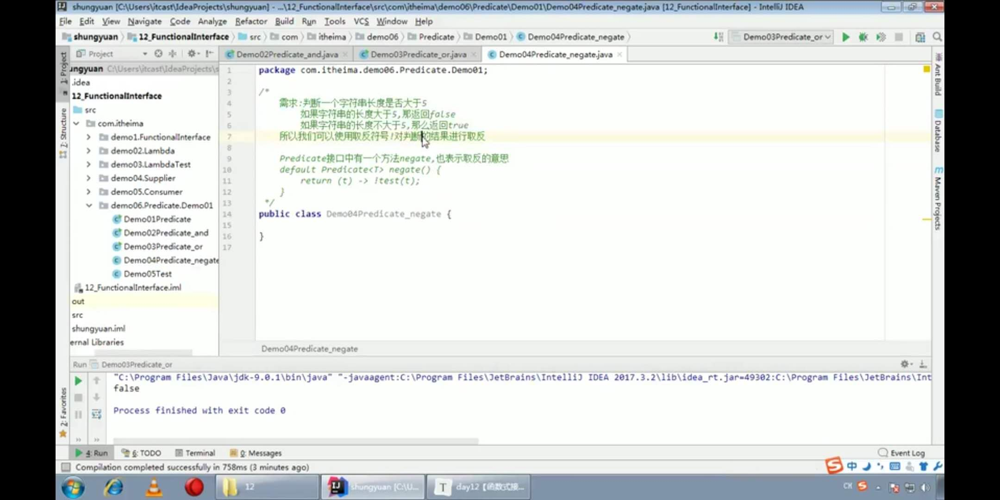 shungyuan [C:\Users\itcast\IdeaProjects\shungyuan] - ...\12_FunctionalInterface\src\com\itheima\demo06\Predicate\Demo01\Demo04Predicate_negate.java [12_FunctionalInterface] - IntelliJ IDEA
File Edit View Navigate Code Analyze Refactor Build Run Tools VCS Window Help
shungyuan 12_FunctionalInterface src com itheima demo06 Predicate Demo01 Demo04Predicate_negate Demo03Predicate_or
Project Demo02Predicate_and.java Demo03Predicate_or.java Demo04Predicate_negate.java
1: Project
7: Structure
2: Favorites
ungyuan C:\Users\itcast\IdeaProjects\s
.idea
12_FunctionalInterface
src
com.itheima
demo1.FunctionalInterface
demo02.Lambda
demo03.LambdaTest
demo04.Supplier
demo05.Consumer
demo06.Predicate.Demo01
Demo01Predicate
Demo02Predicate_and
Demo03Predicate_or
Demo04Predicate_negate
Demo05Test
12_FunctionalInterface.iml
out
src
shungyuan.iml
ernal Libraries
1 package com.itheima.demo06.Predicate.Demo01;
2
3 /*
4 需求:判断一个字符串长度是否大于5
5 如果字符串的长度大于5,那返回false
6 如果字符串的长度不大于5,那么返回true
7 所以我们可以使用取反符号!对判断的结果进行取反
8
9 Predicate接口中有一个方法negate,也表示取反的意思
10 default Predicate<T> negate() {
11 return (t) -> !test(t);
12 }
13 */
14 public class Demo04Predicate_negate {
15
16 }
17
Demo04Predicate_negate
Ant Build
Database
Maven Projects
Run Demo03Predicate_or
"C:\Program Files\Java\jdk-9.0.1\bin\java" "-javaagent:C:\Program Files\JetBrains\IntelliJ IDEA 2017.3.2\lib\idea_rt.jar=49302:C:\Program Files\JetBrains\Int
false
Process finished with exit code 0
4: Run 6: TODO Terminal 0: Messages Event Log
Compilation completed successfully in 758ms (3 minutes ago)
中
12 shungyuan [C:\U... day12【函数式接... CH